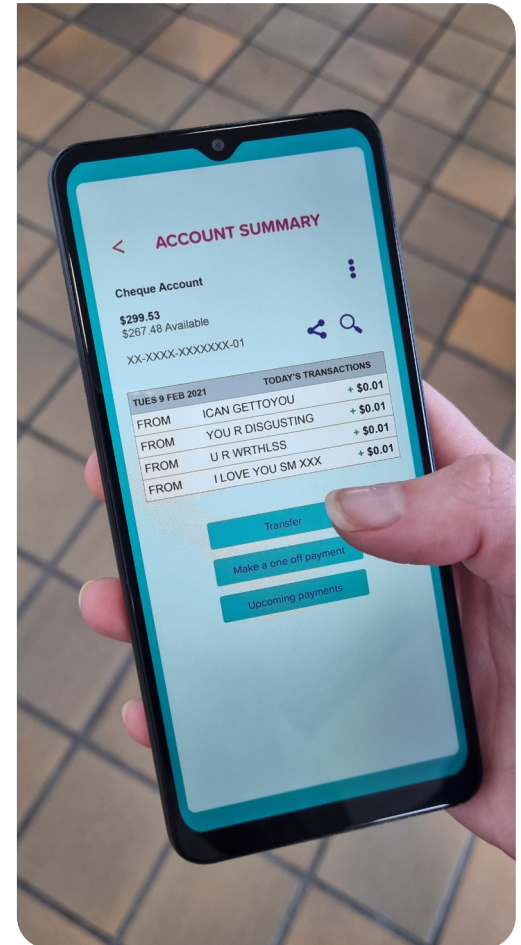 < ACCOUNT SUMMARY
Cheque Account
$299.53
$267.48 Available
XX-XXXX-XXXXXXX-01
TUES 9 FEB 2021 TODAY'S TRANSACTIONS
FROM ICAN GETTOYOU + $0.01
FROM YOU R DISGUSTING + $0.01
FROM U R WRTHLSS + $0.01
FROM I LOVE YOU SM XXX + $0.01
Transfer
Make a one off payment
Upcoming payments